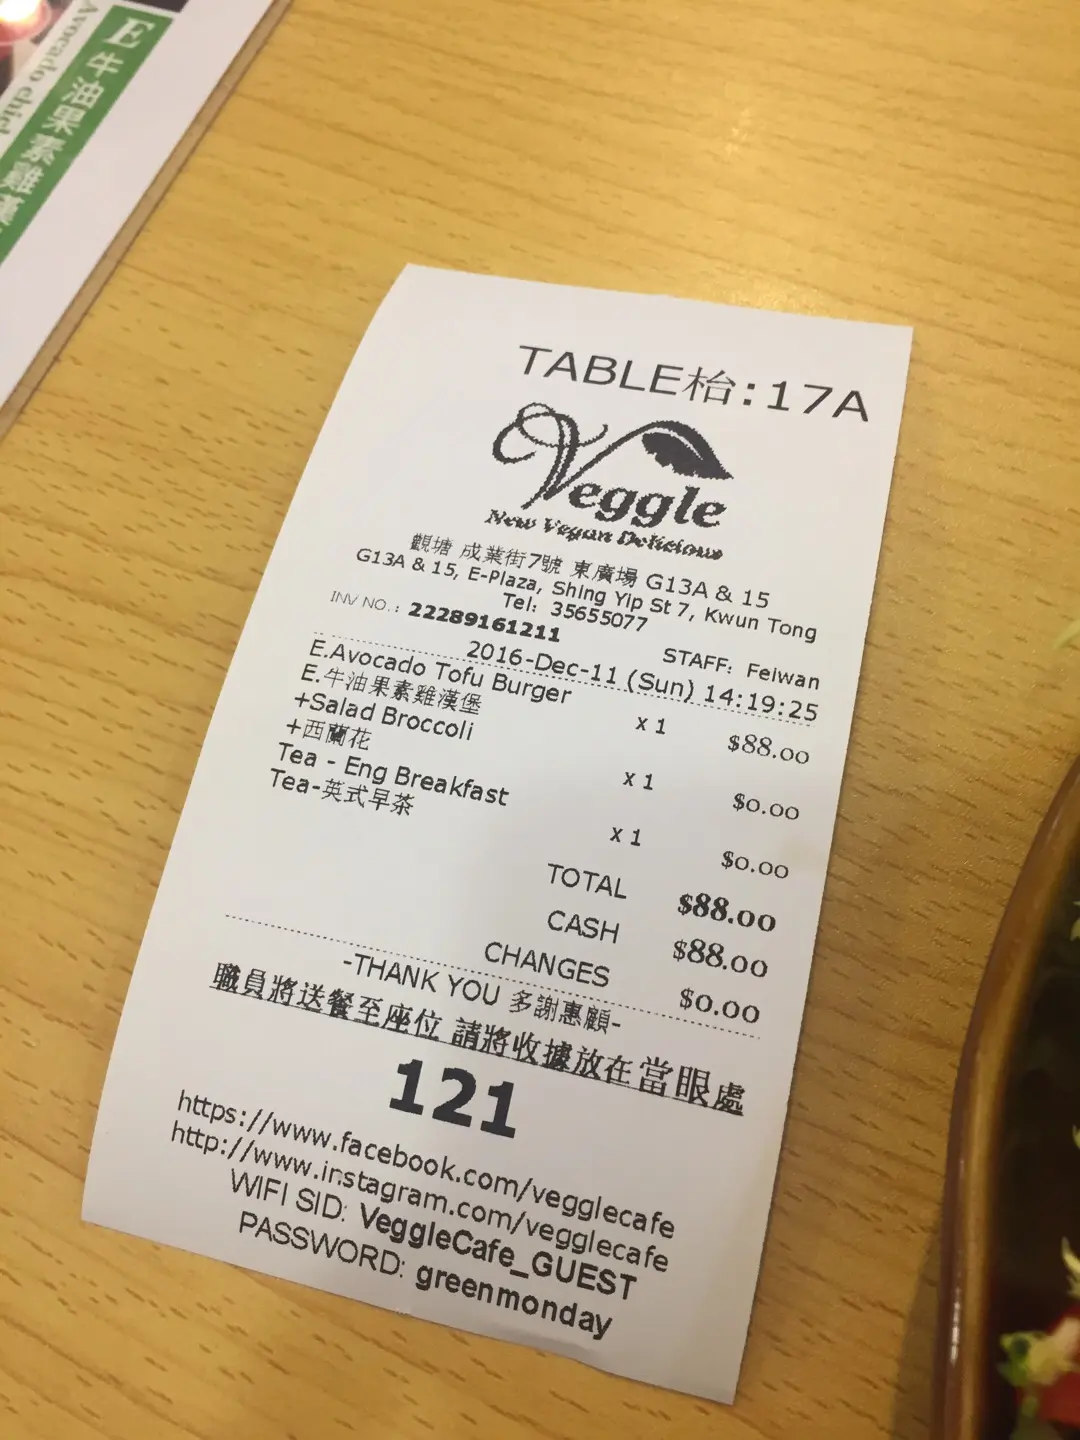 E 牛油果素雞漢
Avocado
TABLE枱:17A
Veggle
New Vegan Delicious
觀塘 成業街7號 東廣場 G13A & 15
G13A & 15, E-Plaza, Shing Yip St 7, Kwun Tong
Tel: 35655077
INV NO.: 22289161211 STAFF: Feiwan
2016-Dec-11 (Sun) 14:19:25
E.Avocado Tofu Burger x 1 $88.00
E.牛油果素雞漢堡
+Salad Broccoli x 1 $0.00
+西蘭花
Tea - Eng Breakfast x 1 $0.00
Tea-英式早茶
TOTAL $88.00
CASH $88.00
CHANGES $0.00
-THANK YOU 多謝惠顧-
職員將送餐至座位 請將收據放在當眼處
121
https://www.facebook.com/vegglecafe
http://www.instagram.com/vegglecafe
WIFI SID: VeggleCafe_GUEST
PASSWORD: greenmonday